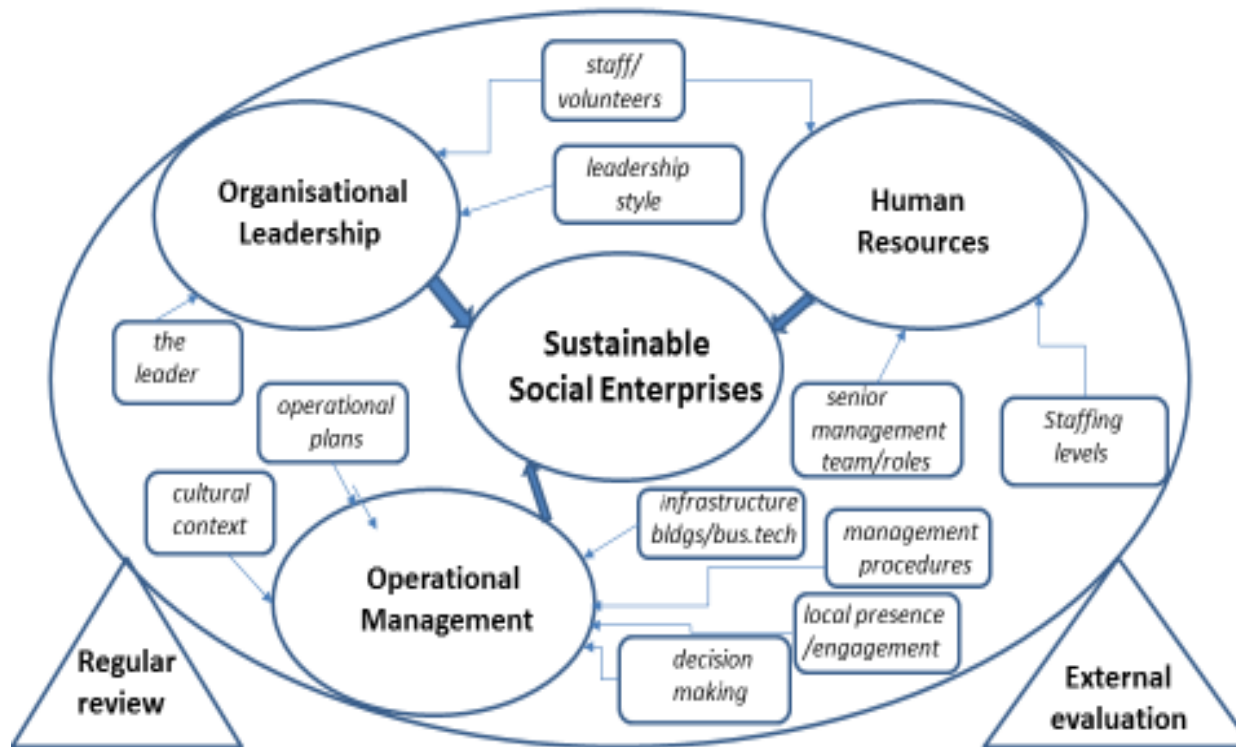 staff/
volunteers
Organisational
Leadership
leadership
style
Human
Resources
the
leader
Sustainable
Social Enterprises
operational
plans
senior
management
team/roles
Staffing
levels
cultural
context
infrastructure
bldgs/bus.tech
management
procedures
Operational
Management
local presence
/engagement
decision
making
Regular
review
External
evaluation